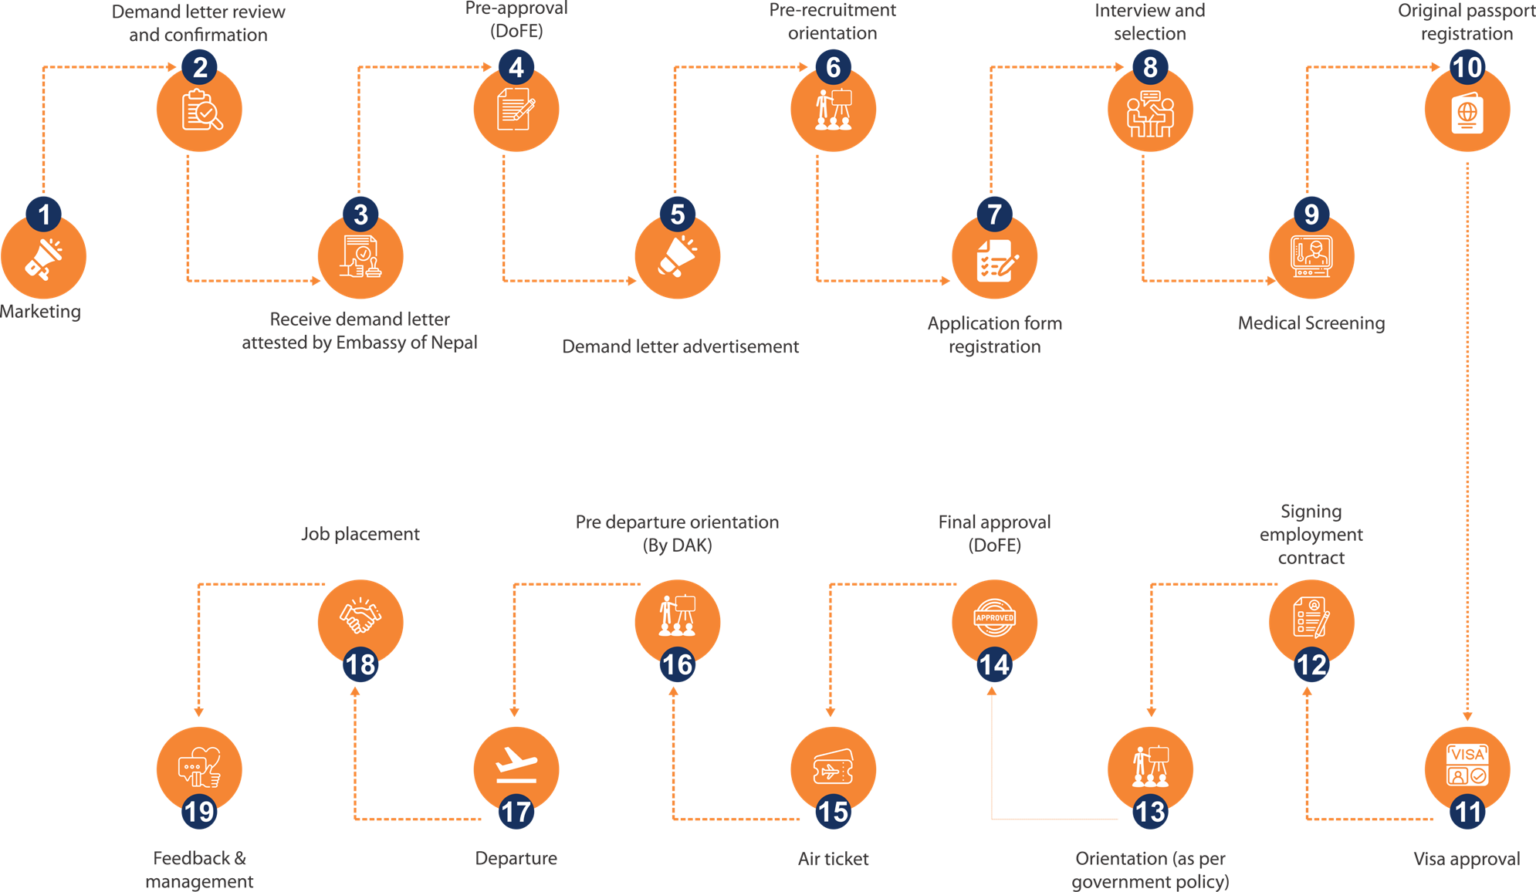 1
Marketing
2
Demand letter review
and confirmation
3
Receive demand letter
attested by Embassy of Nepal
4
Pre-approval
(DoFE)
5
Demand letter advertisement
6
Pre-recruitment
orientation
7
Application form
registration
8
Interview and
selection
9
Medical Screening
10
Original passport
registration
VISA
11
Visa approval
12
Signing
employment
contract
13
Orientation (as per
government policy)
APPROVED
14
Final approval
(DoFE)
15
Air ticket
16
Pre departure orientation
(By DAK)
17
Departure
18
Job placement
19
Feedback &
management